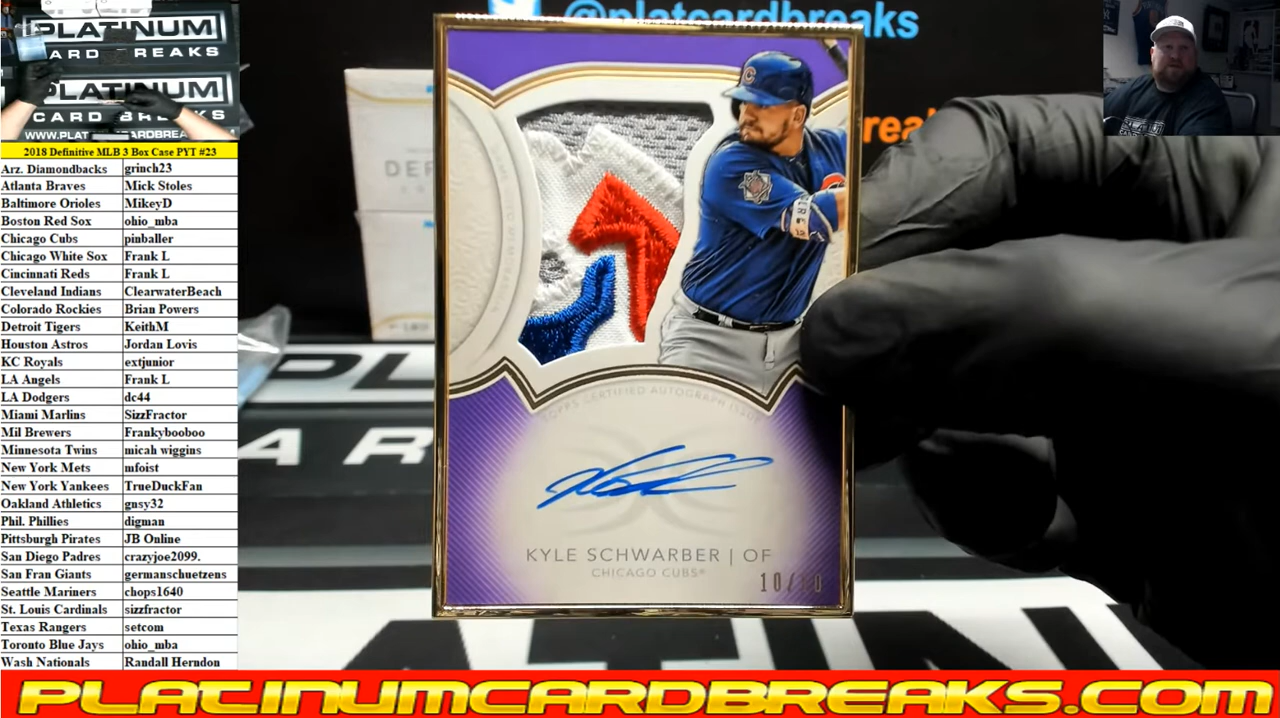 PLATINUM
CARD BREAKS
PLATINUM
CARD BREAKS
2018 Definitive MLB 3 Box Case PYT #23
Arz. Diamondbacks grinch23
Atlanta Braves Mick Stoles
Baltimore Orioles MikeyD
Boston Red Sox ohio_mba
Chicago Cubs pinballer
Chicago White Sox Frank L
Cincinnati Reds Frank L
Cleveland Indians ClearwaterBeach
Colorado Rockies Brian Powers
Detroit Tigers KeithM
Houston Astros Jordan Lovis
KC Royals extjunior
LA Angels Frank L
LA Dodgers dc44
Miami Marlins SizzFractor
Mil Brewers Frankybooboo
Minnesota Twins micah wiggins
New York Mets mfoist
New York Yankees TrueDuckFan
Oakland Athletics gnsy32
Phil. Phillies digman
Pittsburgh Pirates JB Online
San Diego Padres crazyjoe2099.
San Fran Giants germanschuetzens
Seattle Mariners chops1640
St. Louis Cardinals sizzfractor
Texas Rangers setcom
Toronto Blue Jays ohio_mba
Wash Nationals Randall Herndon
@platcardbreaks
TOPPS CERTIFIED AUTOGRAPH ISSUE
KYLE SCHWARBER | OF
CHICAGO CUBS®
10/10
PLATINUMCARDBREAKS.COM